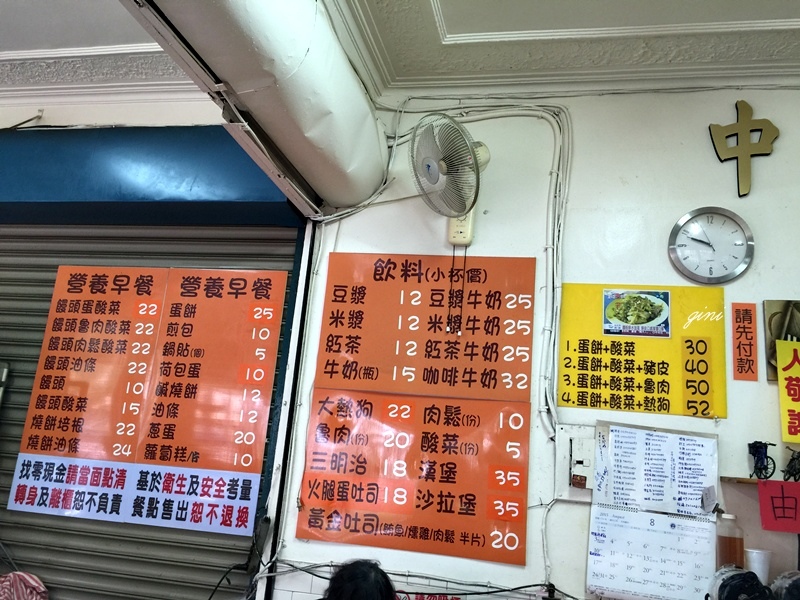 營養早餐
饅頭蛋酸菜 22
饅頭魯肉酸菜 22
饅頭肉鬆酸菜 22
饅頭油條 22
饅頭 10
饅頭酸菜 15
燒餅培根 22
燒餅油條 24
營養早餐
蛋餅 25
煎包 10
鍋貼(個) 5
荷包蛋 10
鹹燒餅 12
油條 12
蔥蛋 20
蘿蔔糕/片 10
找零現金請當面點清 基於衛生及安全考量
轉身及離櫃恕不負責 餐點售出恕不退換
飲料(小杯價)
豆漿 12 豆漿牛奶 25
米漿 12 米漿牛奶 25
紅茶 12 紅茶牛奶 25
牛奶(瓶) 15 咖啡牛奶 32
大熱狗 22 肉鬆(份) 10
魯肉(份) 20 酸菜(份) 5
三明治 18 漢堡 35
火腿蛋吐司 18 沙拉堡 35
黃金吐司(鮪魚/燻雞/肉鬆 半片) 20
gini
1.蛋餅+酸菜 30
2.蛋餅+酸菜+豬皮 40
3.蛋餅+酸菜+魯肉 50
4.蛋餅+酸菜+熱狗 52
中
請先付款
8
由